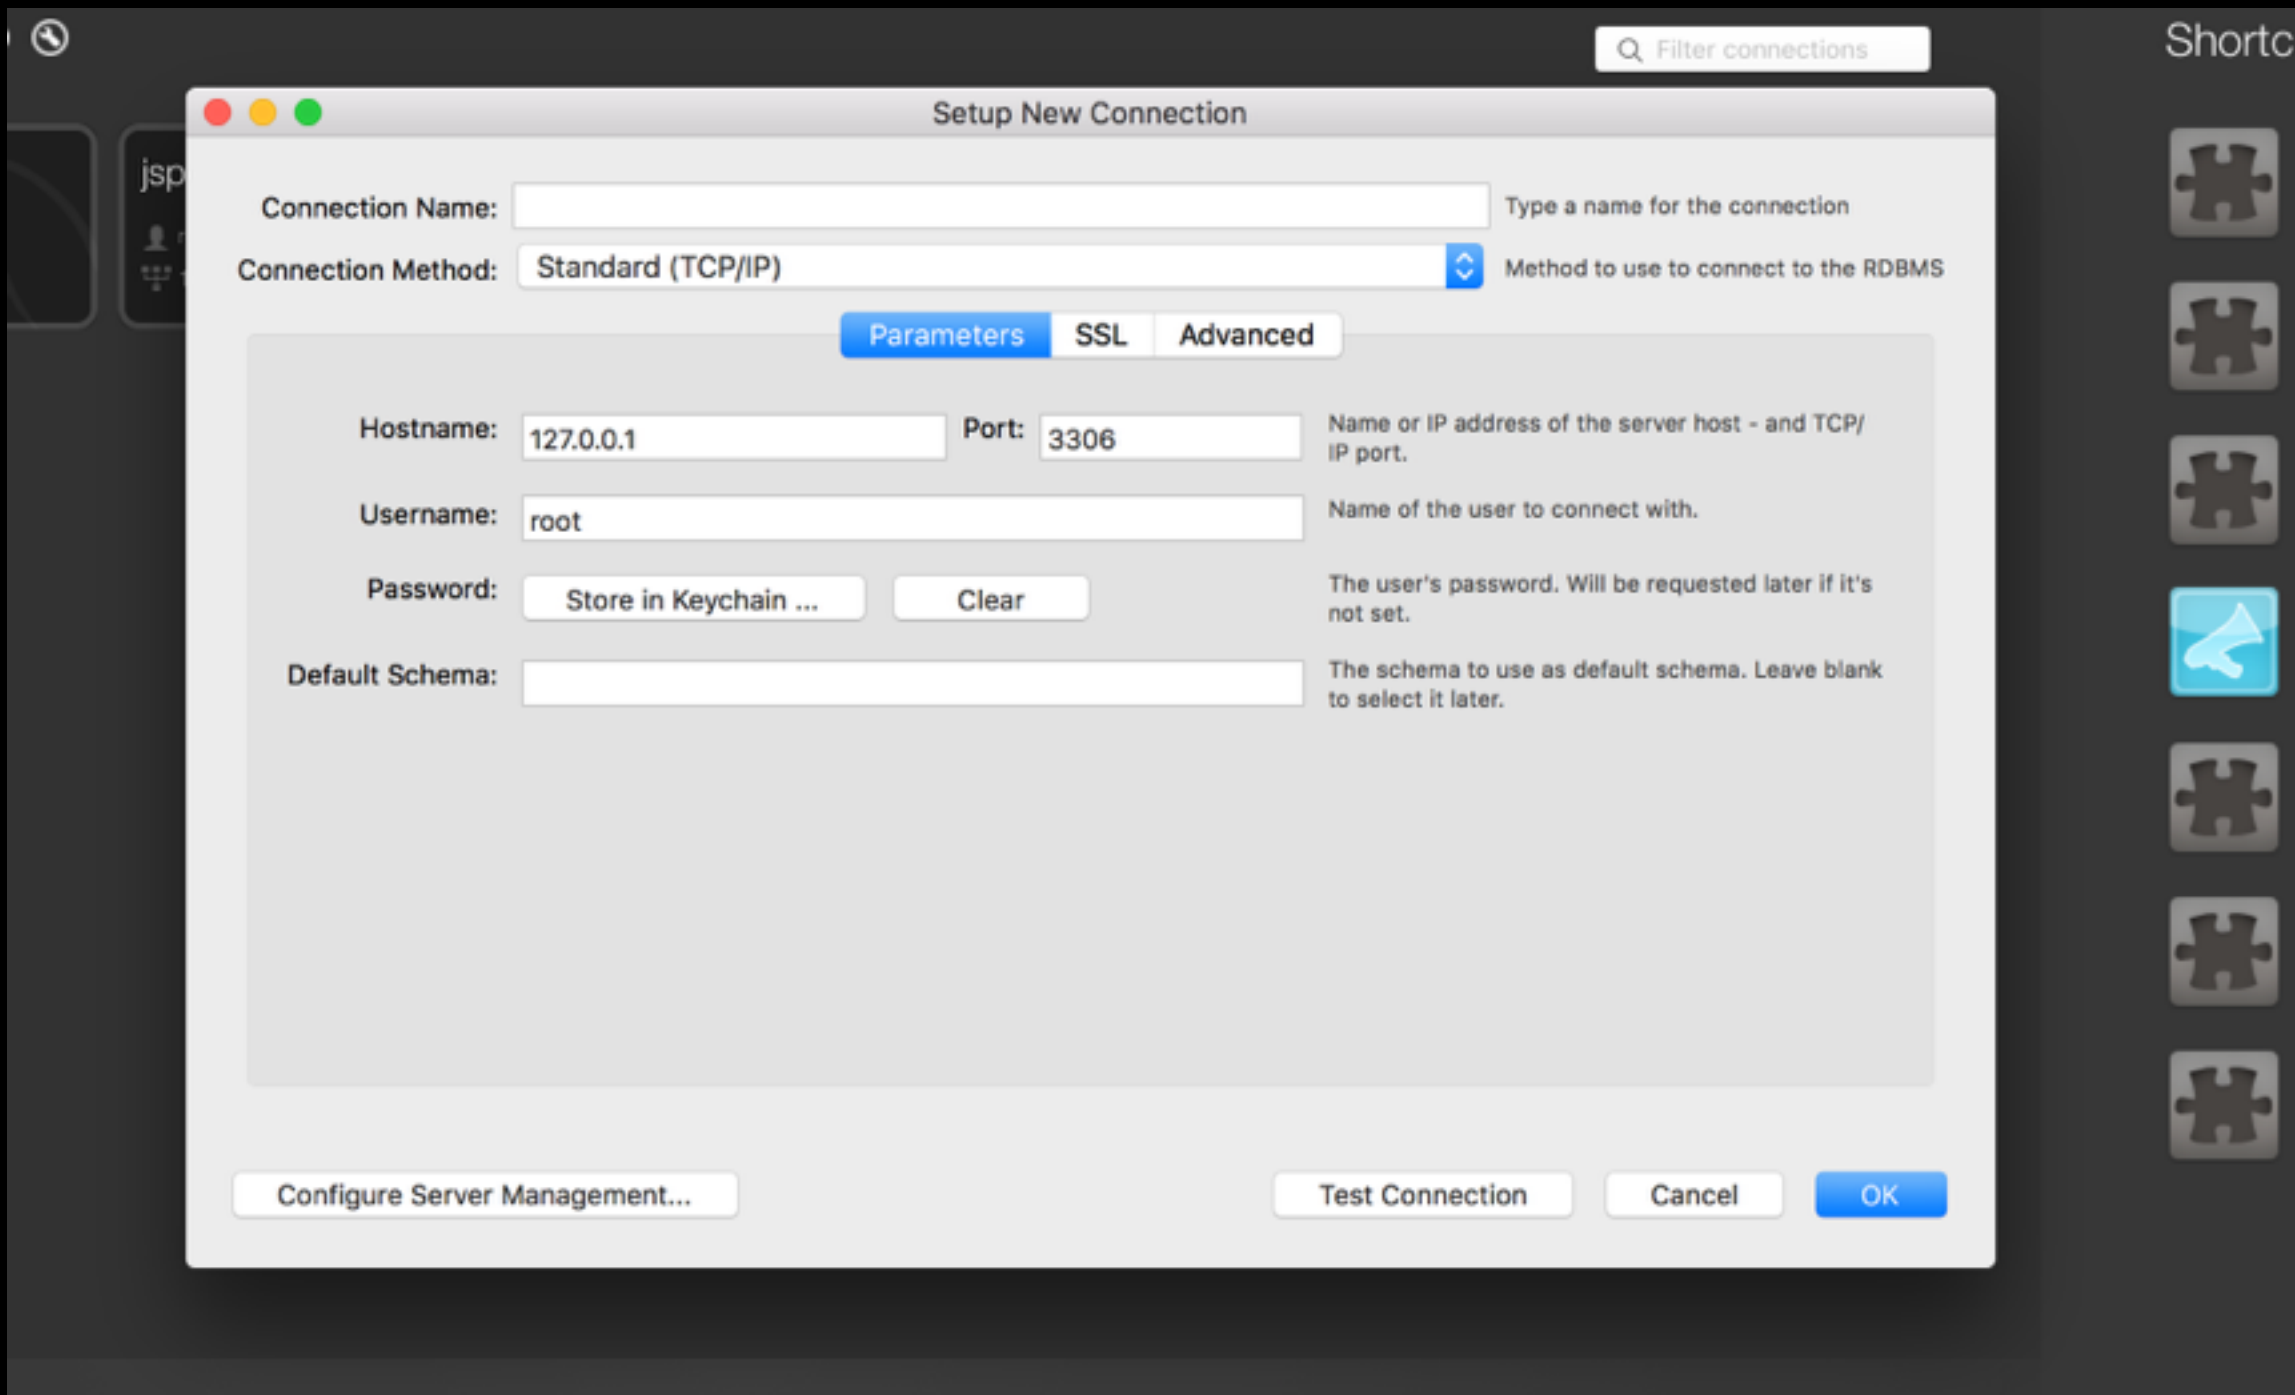 Filter connections
Shortc
Setup New Connection
jsp
Connection Name:
Type a name for the connection
Connection Method: Standard (TCP/IP)
Method to use to connect to the RDBMS
Parameters SSL Advanced
Hostname: 127.0.0.1 Port: 3306
Name or IP address of the server host - and TCP/
IP port.
Username: root
Name of the user to connect with.
Password: Store in Keychain ... Clear
The user's password. Will be requested later if it's
not set.
Default Schema:
The schema to use as default schema. Leave blank
to select it later.
Configure Server Management... Test Connection Cancel OK